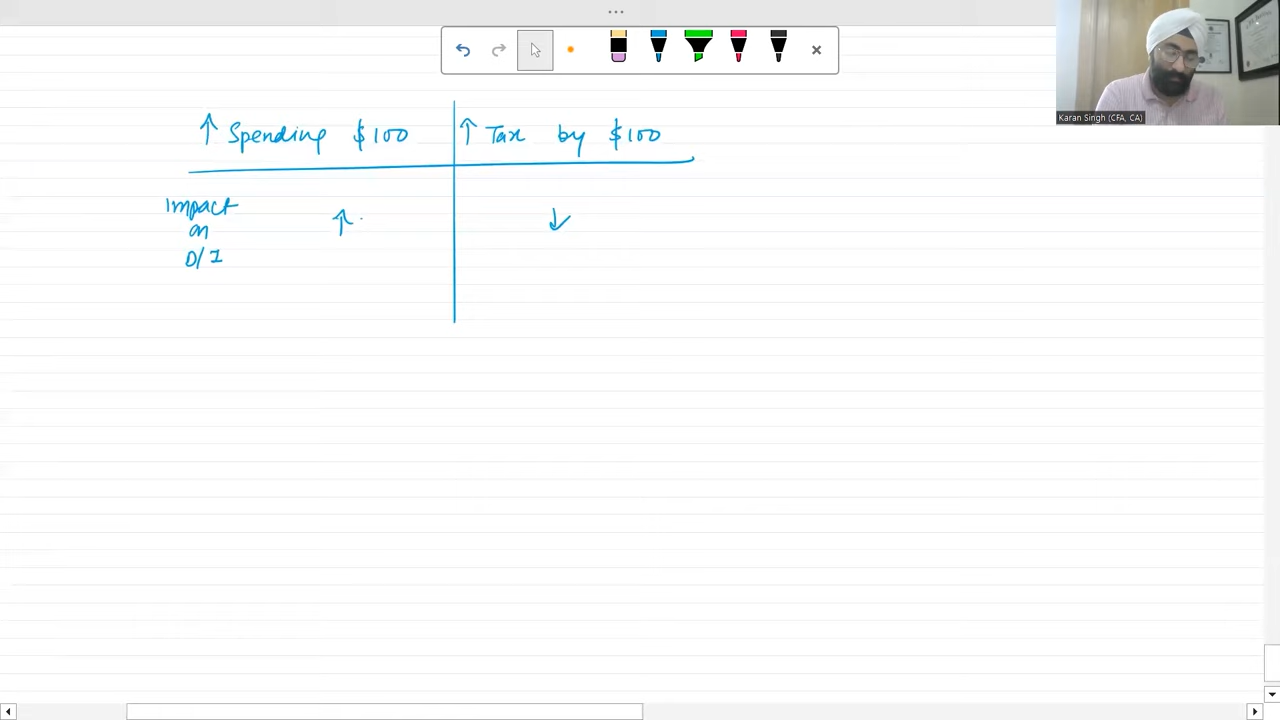 ↑ Spending $100 ↑ Tax by $100
Impact ↑ ↓
on
D/I
Karan Singh (CFA, CA)